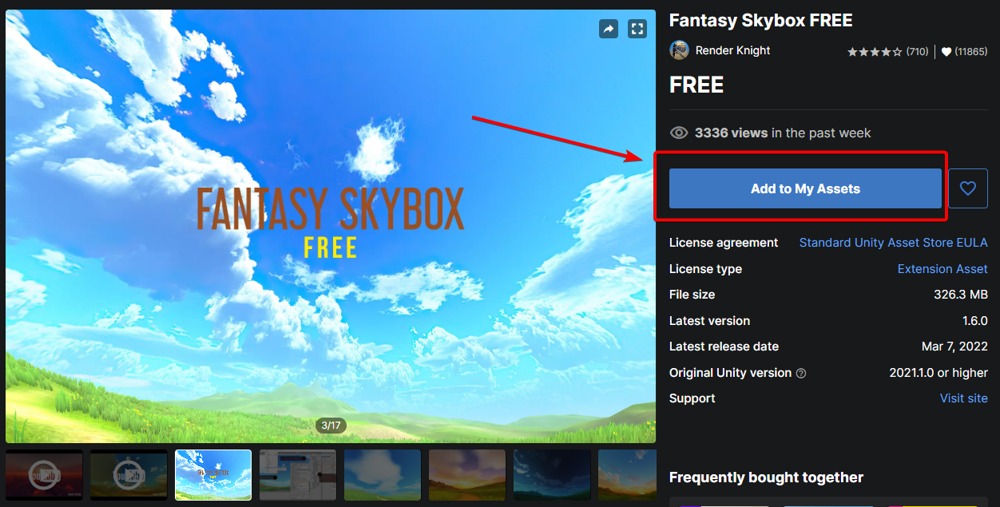 FANTASY SKYBOX
FREE
3/17
Fantasy Skybox FREE
Render Knight
(710)
(11865)
FREE
3336 views in the past week
Add to My Assets
License agreement Standard Unity Asset Store EULA
License type Extension Asset
File size 326.3 MB
Latest version 1.6.0
Latest release date Mar 7, 2022
Original Unity version 2021.1.0 or higher
Support Visit site
Frequently bought together